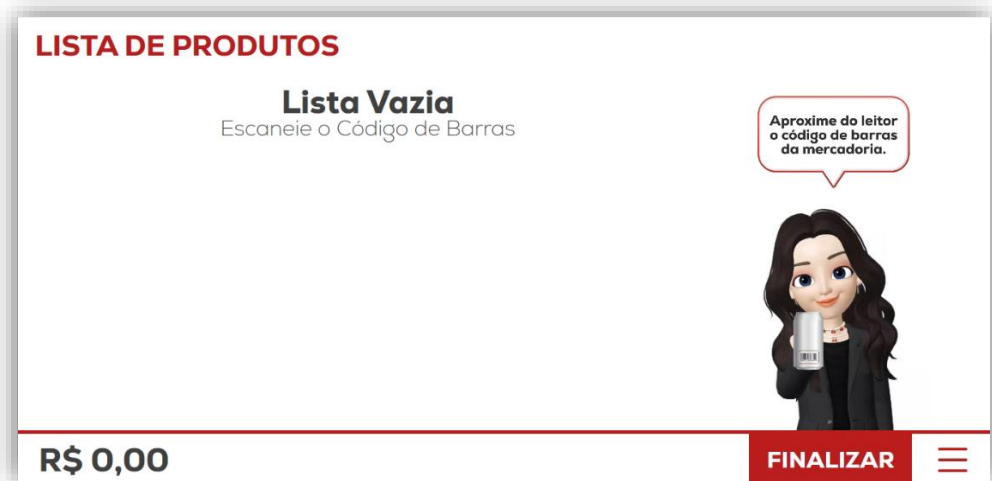 LISTA DE PRODUTOS
Lista Vazia
Escaneie o Código de Barras
Aproxime do leitor
o código de barras
da mercadoria.
R$ 0,00
FINALIZAR